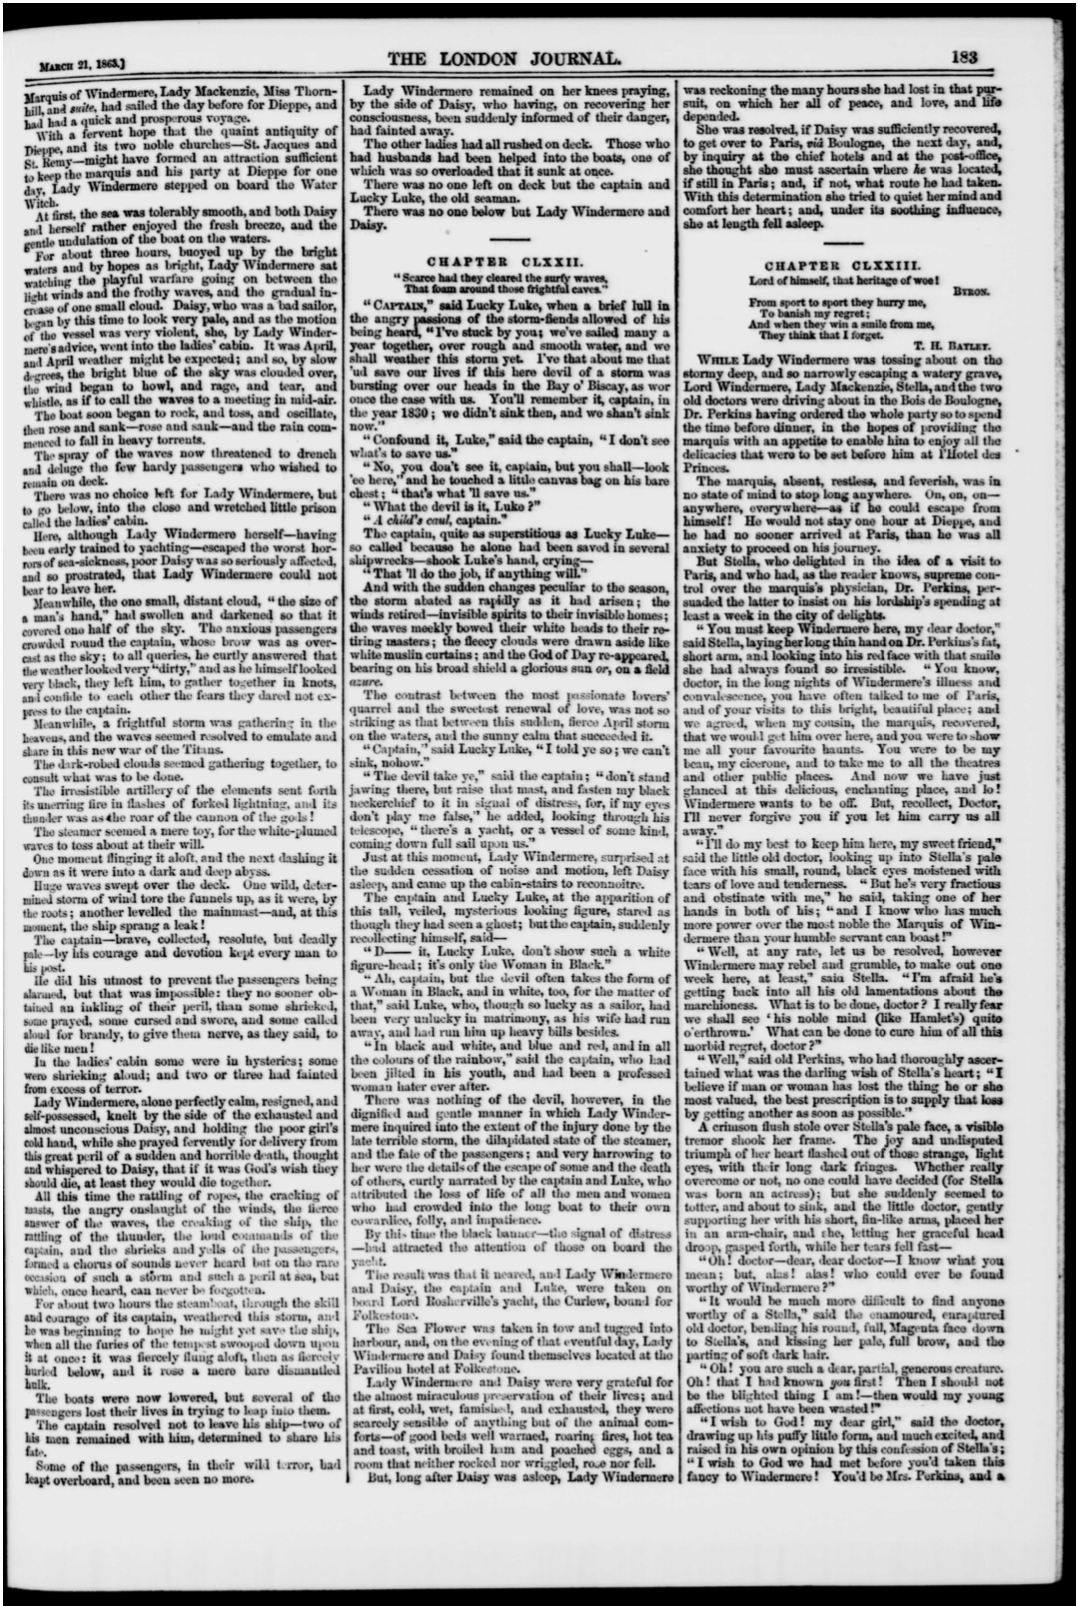 MARCH 21, 1863.]
THE LONDON JOURNAL.
183
Marquis of Windermere, Lady Mackenzie, Miss Thorn-
hill, and suite, had sailed the day before for Dieppe, and
had had a quick and prosperous voyage.
With a fervent hope that the quaint antiquity of
Dieppe, and its two noble churches—St. Jacques and
St. Remy—might have formed an attraction sufficient
to keep the marquis and his party at Dieppe for one
day, Lady Windermere stepped on board the Water
Witch.
At first, the sea was tolerably smooth, and both Daisy
and herself rather enjoyed the fresh breeze, and the
gentle undulation of the boat on the waters.
For about three hours, buoyed up by the bright
waters and by hopes as bright, Lady Windermere sat
watching the playful warfare going on between the
light winds and the frothy waves, and the gradual in-
crease of one small cloud. Daisy, who was a bad sailor,
began by this time to look very pale, and as the motion
of the vessel was very violent, she, by Lady Winder-
mere's advice, went into the ladies' cabin. It was April,
and April weather might be expected; and so, by slow
degrees, the bright blue of the sky was clouded over,
the wind began to howl, and rage, and tear, and
whistle, as if to call the waves to a meeting in mid-air.
The boat soon began to rock, and toss, and oscillate,
then rose and sank—rose and sank—and the rain com-
menced to fall in heavy torrents.
The spray of the waves now threatened to drench
and deluge the few hardy passengers who wished to
remain on deck.
There was no choice left for Lady Windermere, but
to go below, into the close and wretched little prison
called the ladies' cabin.
Here, although Lady Windermere herself—having
been early trained to yachting—escaped the worst hor-
rors of sea-sickness, poor Daisy was so seriously affected,
and so prostrated, that Lady Windermere could not
bear to leave her.
Meanwhile, the one small, distant cloud, "the size of
a man's hand," had swollen and darkened so that it
covered one half of the sky. The anxious passengers
crowded round the captain, whose brow was as over-
cast as the sky; to all queries, he curtly answered that
the weather looked very "dirty," and as he himself looked
very black, they left him, to gather together in knots,
and confide to each other the fears they dared not ex-
press to the captain.
Meanwhile, a frightful storm was gathering in the
heavens, and the waves seemed resolved to emulate and
share in this new war of the Titans.
The dark-robed clouds seemed gathering together, to
consult what was to be done.
The irresistible artillery of the elements sent forth
its unerring fire in flashes of forked lightning, and its
thunder was as the roar of the cannon of the gods!
The steamer seemed a mere toy, for the white-plumed
waves to toss about at their will.
One moment flinging it aloft, and the next dashing it
down as it were into a dark and deep abyss.
Huge waves swept over the deck. One wild, deter-
mined storm of wind tore the funnels up, as it were, by
the roots; another levelled the mainmast—and, at this
moment, the ship sprang a leak!
The captain—brave, collected, resolute, but deadly
pale—by his courage and devotion kept every man to
his post.
He did his utmost to prevent the passengers being
alarmed, but that was impossible: they no sooner ob-
tained an inkling of their peril, than some shrieked,
some prayed, some cursed and swore, and some called
aloud for brandy, to give them nerve, as they said, to
die like men!
In the ladies' cabin some were in hysterics; some
were shrieking aloud; and two or three had fainted
from excess of terror.
Lady Windermere, alone perfectly calm, resigned, and
self-possessed, knelt by the side of the exhausted and
almost unconscious Daisy, and holding the poor girl's
cold hand, while she prayed fervently for delivery from
this great peril of a sudden and horrible death, thought
and whispered to Daisy, that if it was God's wish they
should die, at least they would die together.
All this time the rattling of ropes, the cracking of
masts, the angry onslaught of the winds, the fierce
answer of the waves, the creaking of the ship, the
rattling of the thunder, the loud commands of the
captain, and the shrieks and yells of the passengers,
formed a chorus of sounds never heard but on the rare
occasion of such a storm and such a peril at sea, but
which, once heard, can never be forgotten.
For about two hours the steamboat, through the skill
and courage of its captain, weathered this storm, and
he was beginning to hope he might yet save the ship,
when all the furies of the tempest swooped down upon
it at once: it was fiercely flung aloft, then as fiercely
hurled below, and it rose a mere bare dismantled
hulk.
The boats were now lowered, but several of the
passengers lost their lives in trying to leap into them.
The captain resolved not to leave his ship—two of
his men remained with him, determined to share his
fate.
Some of the passengers, in their wild terror, had
leapt overboard, and been seen no more.
Lady Windermere remained on her knees praying,
by the side of Daisy, who having, on recovering her
consciousness, been suddenly informed of their danger,
had fainted away.
The other ladies had all rushed on deck. Those who
had husbands had been helped into the boats, one of
which was so overloaded that it sunk at once.
There was no one left on deck but the captain and
Lucky Luke, the old seaman.
There was no one below but Lady Windermere and
Daisy.
CHAPTER CLXXII.
"Scarce had they cleared the surfy waves,
That foam around those frightful caves."
"CAPTAIN," said Lucky Luke, when a brief lull in
the angry passions of the storm-fiends allowed of his
being heard, "I've stuck by you; we've sailed many a
year together, over rough and smooth water, and we
shall weather this storm yet. I've that about me that
'ud save our lives if this here devil of a storm was
bursting over our heads in the Bay o' Biscay, as wor
once the case with us. You'll remember it, captain, in
the year 1830; we didn't sink then, and we shan't sink
now."
"Confound it, Luke," said the captain, "I don't see
what's to save us."
"No, you don't see it, captain, but you shall—look
'ee here," and he touched a little canvas bag on his bare
chest; "that's what 'll save us."
"What the devil is it, Luke?"
"A child's caul, captain."
The captain, quite as superstitious as Lucky Luke—
so called because he alone had been saved in several
shipwrecks—shook Luke's hand, crying—
"That 'll do the job, if anything will."
And with the sudden changes peculiar to the season,
the storm abated as rapidly as it had arisen; the
winds retired—invisible spirits to their invisible homes;
the waves meekly bowed their white heads to their re-
tiring masters; the fleecy clouds were drawn aside like
white muslin curtains; and the God of Day re-appeared,
bearing on his broad shield a glorious sun or, on a field
azure.
The contrast between the most passionate lovers'
quarrel and the sweetest renewal of love, was not so
striking as that between this sudden, fierce April storm
on the waters, and the sunny calm that succeeded it.
"Captain," said Lucky Luke, "I told ye so; we can't
sink, nohow."
"The devil take ye," said the captain; "don't stand
jawing there, but raise that mast, and fasten my black
neckerchief to it in signal of distress, for, if my eyes
don't play me false," he added, looking through his
telescope, "there's a yacht, or a vessel of some kind,
coming down full sail upon us."
Just at this moment, Lady Windermere, surprised at
the sudden cessation of noise and motion, left Daisy
asleep, and came up the cabin-stairs to reconnoitre.
The captain and Lucky Luke, at the apparition of
this tall, veiled, mysterious looking figure, stared as
though they had seen a ghost; but the captain, suddenly
recollecting himself, said—
"D—— it, Lucky Luke, don't show such a white
figure-head; it's only the Woman in Black."
"Ah, captain, but the devil often takes the form of
a Woman in Black, and in white, too, for the matter of
that," said Luke, who, though so lucky as a sailor, had
been very unlucky in matrimony, as his wife had run
away, and had run him up heavy bills besides.
"In black and white, and blue and red, and in all
the colours of the rainbow," said the captain, who had
been jilted in his youth, and had been a professed
woman hater ever after.
There was nothing of the devil, however, in the
dignified and gentle manner in which Lady Winder-
mere inquired into the extent of the injury done by the
late terrible storm, the dilapidated state of the steamer,
and the fate of the passengers; and very harrowing to
her were the details of the escape of some and the death
of others, curtly narrated by the captain and Luke, who
attributed the loss of life of all the men and women
who had crowded into the long boat to their own
cowardice, folly, and impatience.
By this time the black banner—the signal of distress
—had attracted the attention of those on board the
yacht.
The result was that it neared, and Lady Windermere
and Daisy, the captain and Luke, were taken on
board Lord Rosherville's yacht, the Curlew, bound for
Folkestone.
The Sea Flower was taken in tow and tugged into
harbour, and, on the evening of that eventful day, Lady
Windermere and Daisy found themselves located at the
Pavilion hotel at Folkestone.
Lady Windermere and Daisy were very grateful for
the almost miraculous preservation of their lives; and
at first, cold, wet, famished, and exhausted, they were
scarcely sensible of anything but of the animal com-
forts—of good beds well warmed, roaring fires, hot tea
and toast, with broiled ham and poached eggs, and a
room that neither rocked nor wriggled, rose nor fell.
But, long after Daisy was asleep, Lady Windermere
was reckoning the many hours she had lost in that pur-
suit, on which her all of peace, and love, and life
depended.
She was resolved, if Daisy was sufficiently recovered,
to get over to Paris, viâ Boulogne, the next day, and,
by inquiry at the chief hotels and at the post-office,
she thought she must ascertain where he was located,
if still in Paris; and, if not, what route he had taken.
With this determination she tried to quiet her mind and
comfort her heart; and, under its soothing influence,
she at length fell asleep.
CHAPTER CLXXIII.
Lord of himself, that heritage of woe!
BYRON.
From sport to sport they hurry me,
To banish my regret;
And when they win a smile from me,
They think that I forget.
T. H. BAYLEY.
WHILE Lady Windermere was tossing about on the
stormy deep, and so narrowly escaping a watery grave,
Lord Windermere, Lady Mackenzie, Stella, and the two
old doctors were driving about in the Bois de Boulogne,
Dr. Perkins having ordered the whole party so to spend
the time before dinner, in the hopes of providing the
marquis with an appetite to enable him to enjoy all the
delicacies that were to be set before him at l'Hotel des
Princes.
The marquis, absent, restless, and feverish, was in
no state of mind to stop long anywhere. On, on, on—
anywhere, everywhere—as if he could escape from
himself! He would not stay one hour at Dieppe, and
he had no sooner arrived at Paris, than he was all
anxiety to proceed on his journey.
But Stella, who delighted in the idea of a visit to
Paris, and who had, as the reader knows, supreme con-
trol over the marquis's physician, Dr. Perkins, per-
suaded the latter to insist on his lordship's spending at
least a week in the city of delights.
"You must keep Windermere here, my dear doctor,"
said Stella, laying her long thin hand on Dr. Perkins's fat,
short arm, and looking into his red face with that smile
she had always found so irresistible. "You know,
doctor, in the long nights of Windermere's illness and
convalescence, you have often talked to me of Paris,
and of your visits to this bright, beautiful place; and
we agreed, when my cousin, the marquis, recovered,
that we would get him over here, and you were to show
me all your favourite haunts. You were to be my
beau, my cicerone, and to take me to all the theatres
and other public places. And now we have just
glanced at this delicious, enchanting place, and lo!
Windermere wants to be off. But, recollect, Doctor,
I'll never forgive you if you let him carry us all
away."
"I'll do my best to keep him here, my sweet friend,"
said the little old doctor, looking up into Stella's pale
face with his small, round, black eyes moistened with
tears of love and tenderness. "But he's very fractious
and obstinate with me," he said, taking one of her
hands in both of his; "and I know who has much
more power over the most noble the Marquis of Win-
dermere than your humble servant can boast!"
"Well, at any rate, let us be resolved, however
Windermere may rebel and grumble, to make out one
week here, at least," said Stella. "I'm afraid he's
getting back into all his old lamentations about the
marchioness. What is to be done, doctor? I really fear
we shall see 'his noble mind (like Hamlet's) quite
o'erthrown.' What can be done to cure him of all this
morbid regret, doctor?"
"Well," said old Perkins, who had thoroughly ascer-
tained what was the darling wish of Stella's heart; "I
believe if man or woman has lost the thing he or she
most valued, the best prescription is to supply that loss
by getting another as soon as possible."
A crimson flush stole over Stella's pale face, a visible
tremor shook her frame. The joy and undisputed
triumph of her heart flashed out of those strange, light
eyes, with their long dark fringes. Whether really
overcome or not, no one could have decided (for Stella
was born an actress); but she suddenly seemed to
totter, and about to sink, and the little doctor, gently
supporting her with his short, fin-like arms, placed her
in an arm-chair, and she, letting her graceful head
droop, gasped forth, while her tears fell fast—
"Oh! doctor—dear, dear doctor—I know what you
mean; but, alas! alas! who could ever be found
worthy of Windermere?"
"It would be much more difficult to find anyone
worthy of a Stella," said the enamoured, enraptured
old doctor, bending his round, full, Magenta face down
to Stella's, and kissing her pale, full brow, and the
parting of soft dark hair.
"Oh! you are such a dear, partial, generous creature.
Oh! that I had known you first! Then I should not
be the blighted thing I am!—then would my young
affections not have been wasted!"
"I wish to God! my dear girl," said the doctor,
drawing up his puffy little form, and much excited, and
raised in his own opinion by this confession of Stella's;
"I wish to God we had met before you'd taken this
fancy to Windermere! You'd be Mrs. Perkins, and a